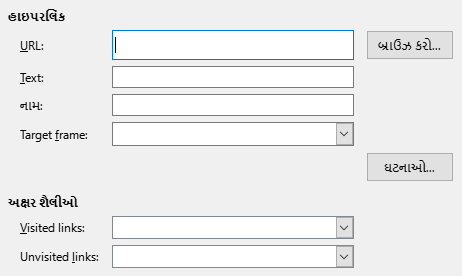 હાઇપરલિંક
URL:
બ્રાઉઝ કરો...
Text:
નામ:
Target frame:
ઘટનાઓ...
અક્ષર શૈલીઓ
Visited links:
Unvisited links: